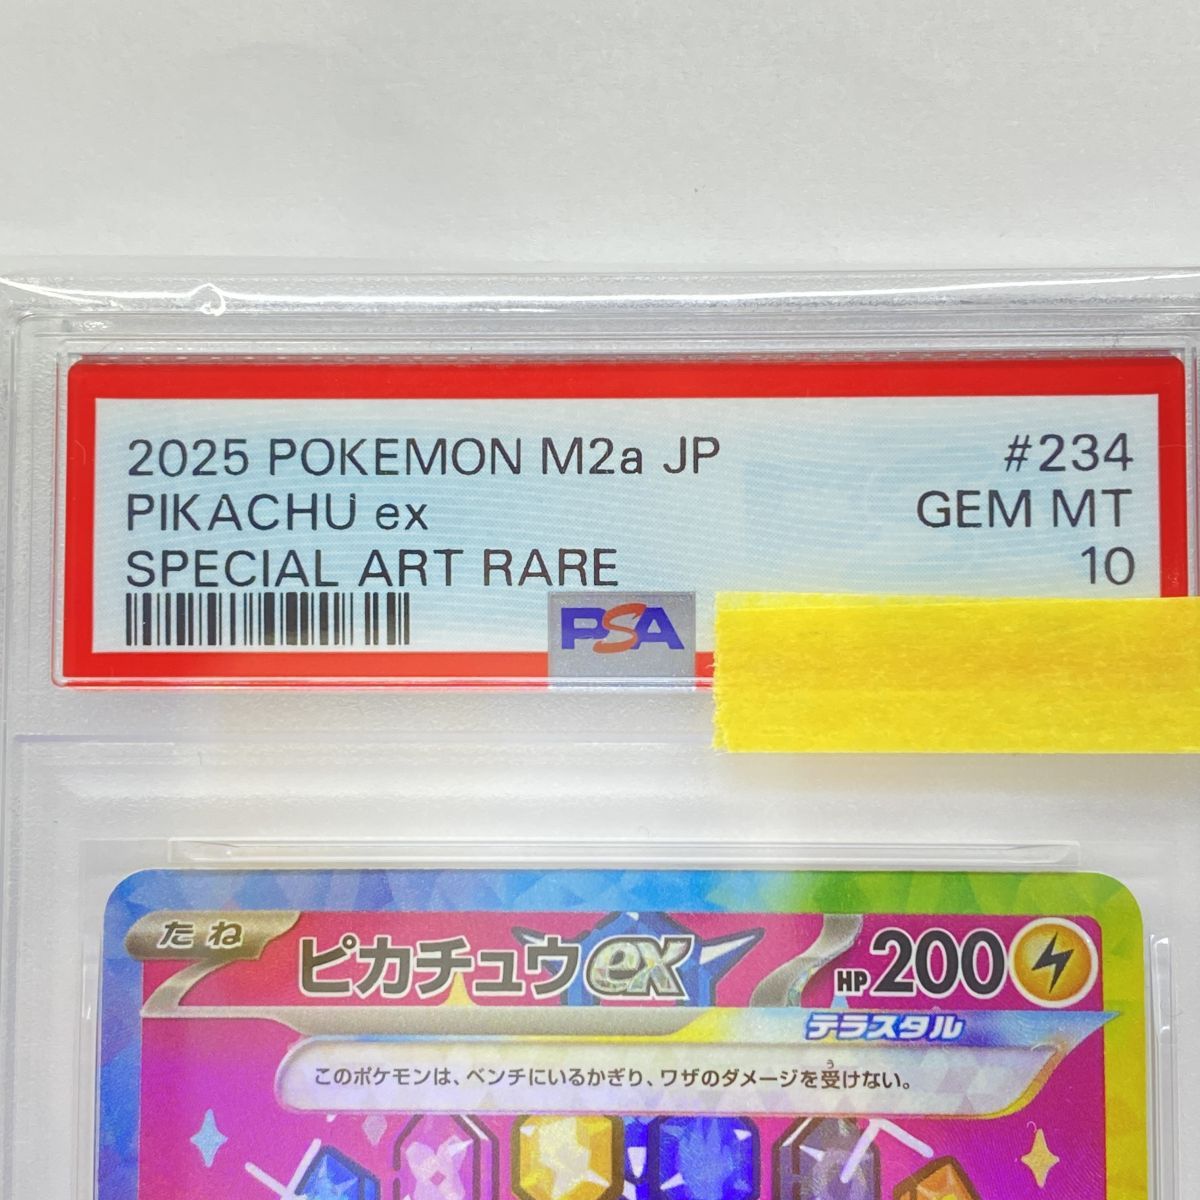 2025 POKEMON M2a JP #234
PIKACHU ex GEM MT
SPECIAL ART RARE 10
PSA
たね ピカチュウex HP 200
テラスタル
このポケモンは、ベンチにいるかぎり、ワザのダメージを受けない。